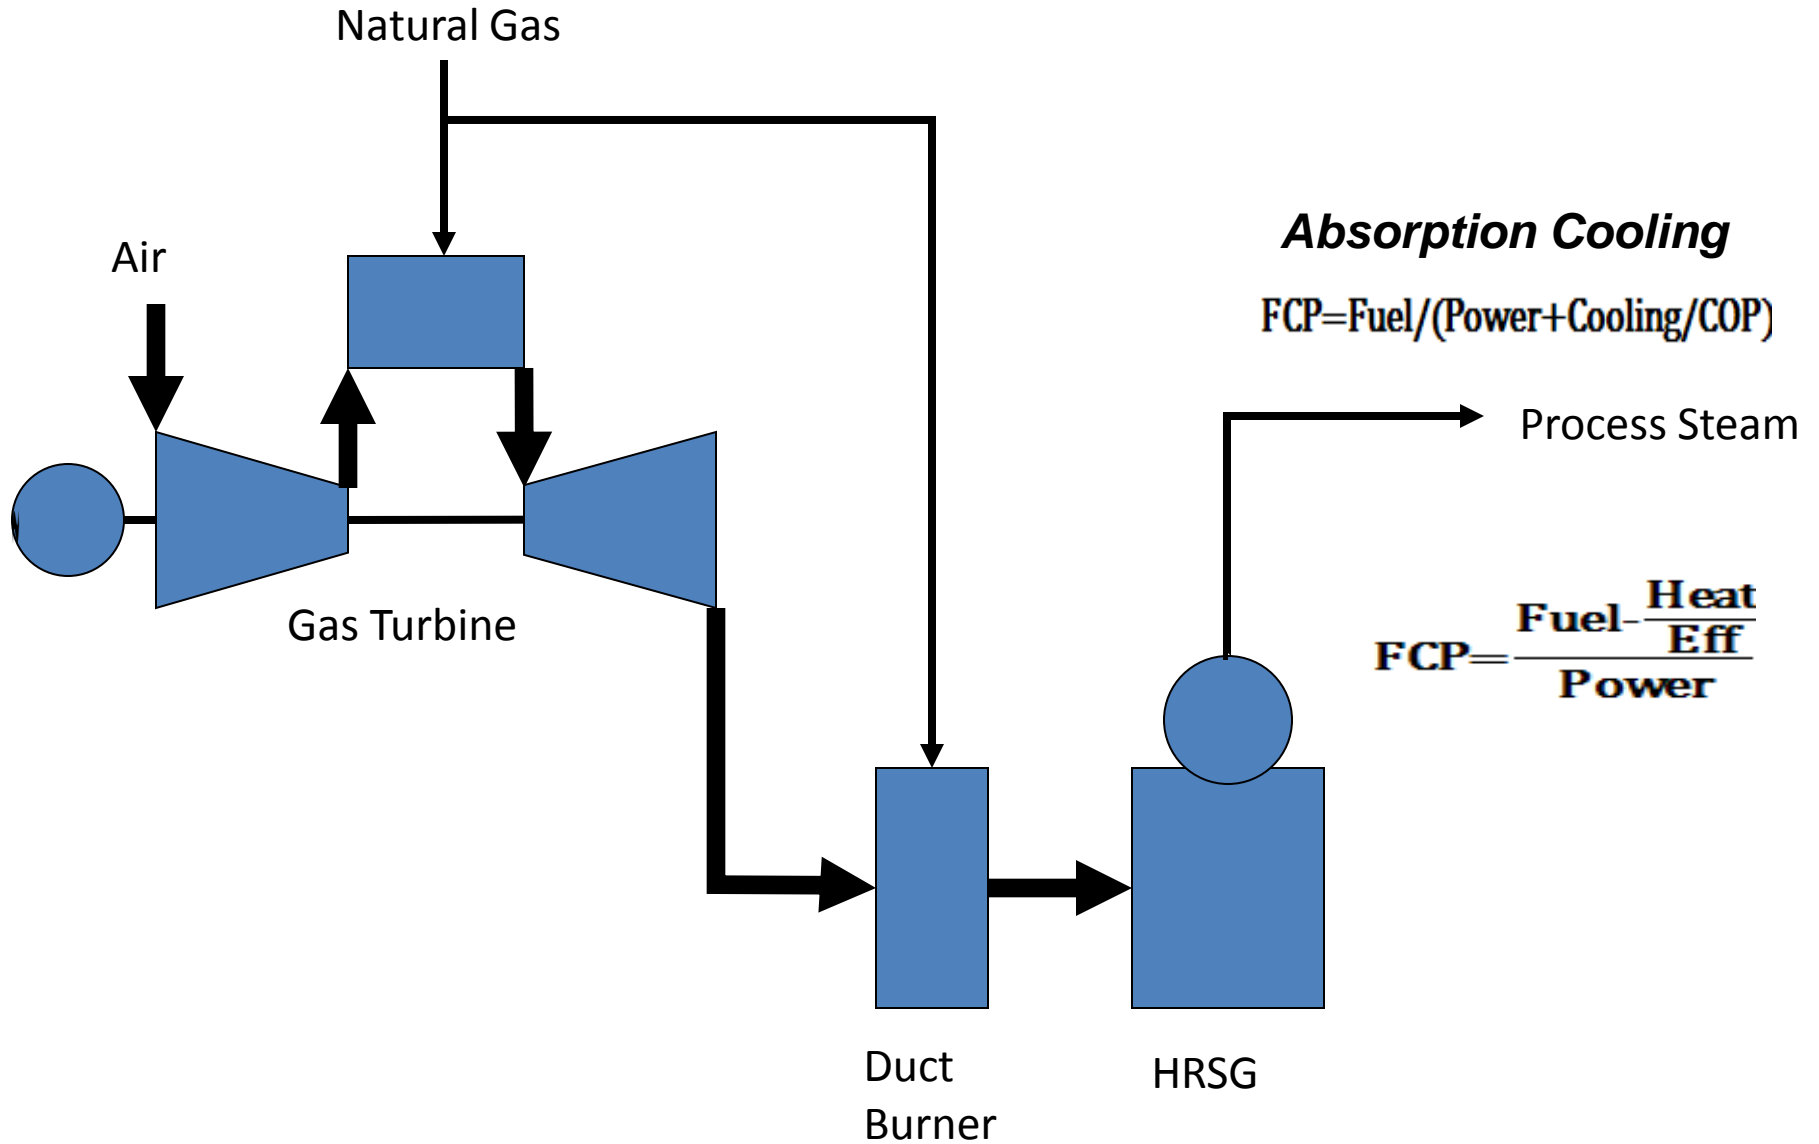 Natural Gas
Air
Absorption Cooling
FCP=Fuel/(Power+Cooling/COP)
Process Steam
Gas Turbine
FCP=
Fuel-
Heat
Eff
Power
Duct
Burner
HRSG